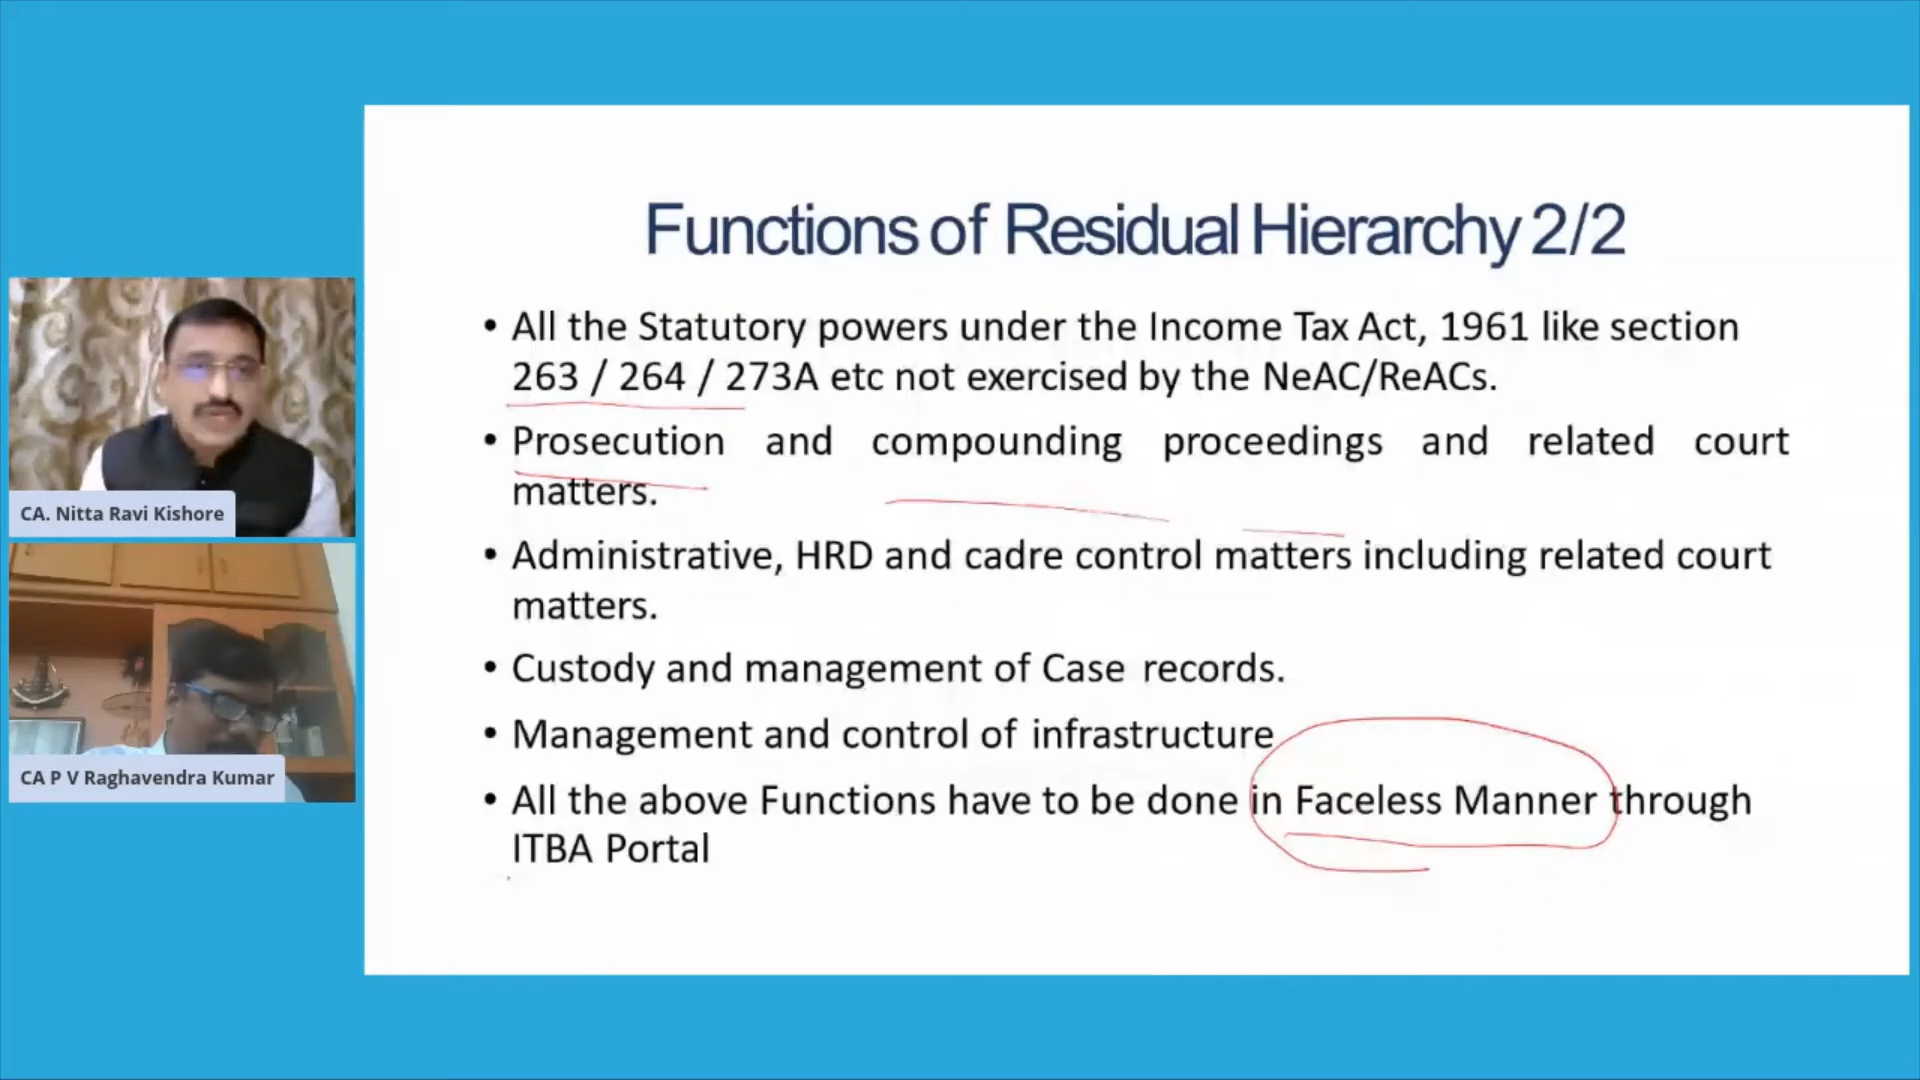 Functions of Residual Hierarchy 2/2
• All the Statutory powers under the Income Tax Act, 1961 like section
263 / 264 / 273A etc not exercised by the NeAC/ReACs.
• Prosecution and compounding proceedings and related court
matters.
• Administrative, HRD and cadre control matters including related court
matters.
• Custody and management of Case records.
• Management and control of infrastructure
• All the above Functions have to be done in Faceless Manner through
ITBA Portal
CA. Nitta Ravi Kishore
CA P V Raghavendra Kumar